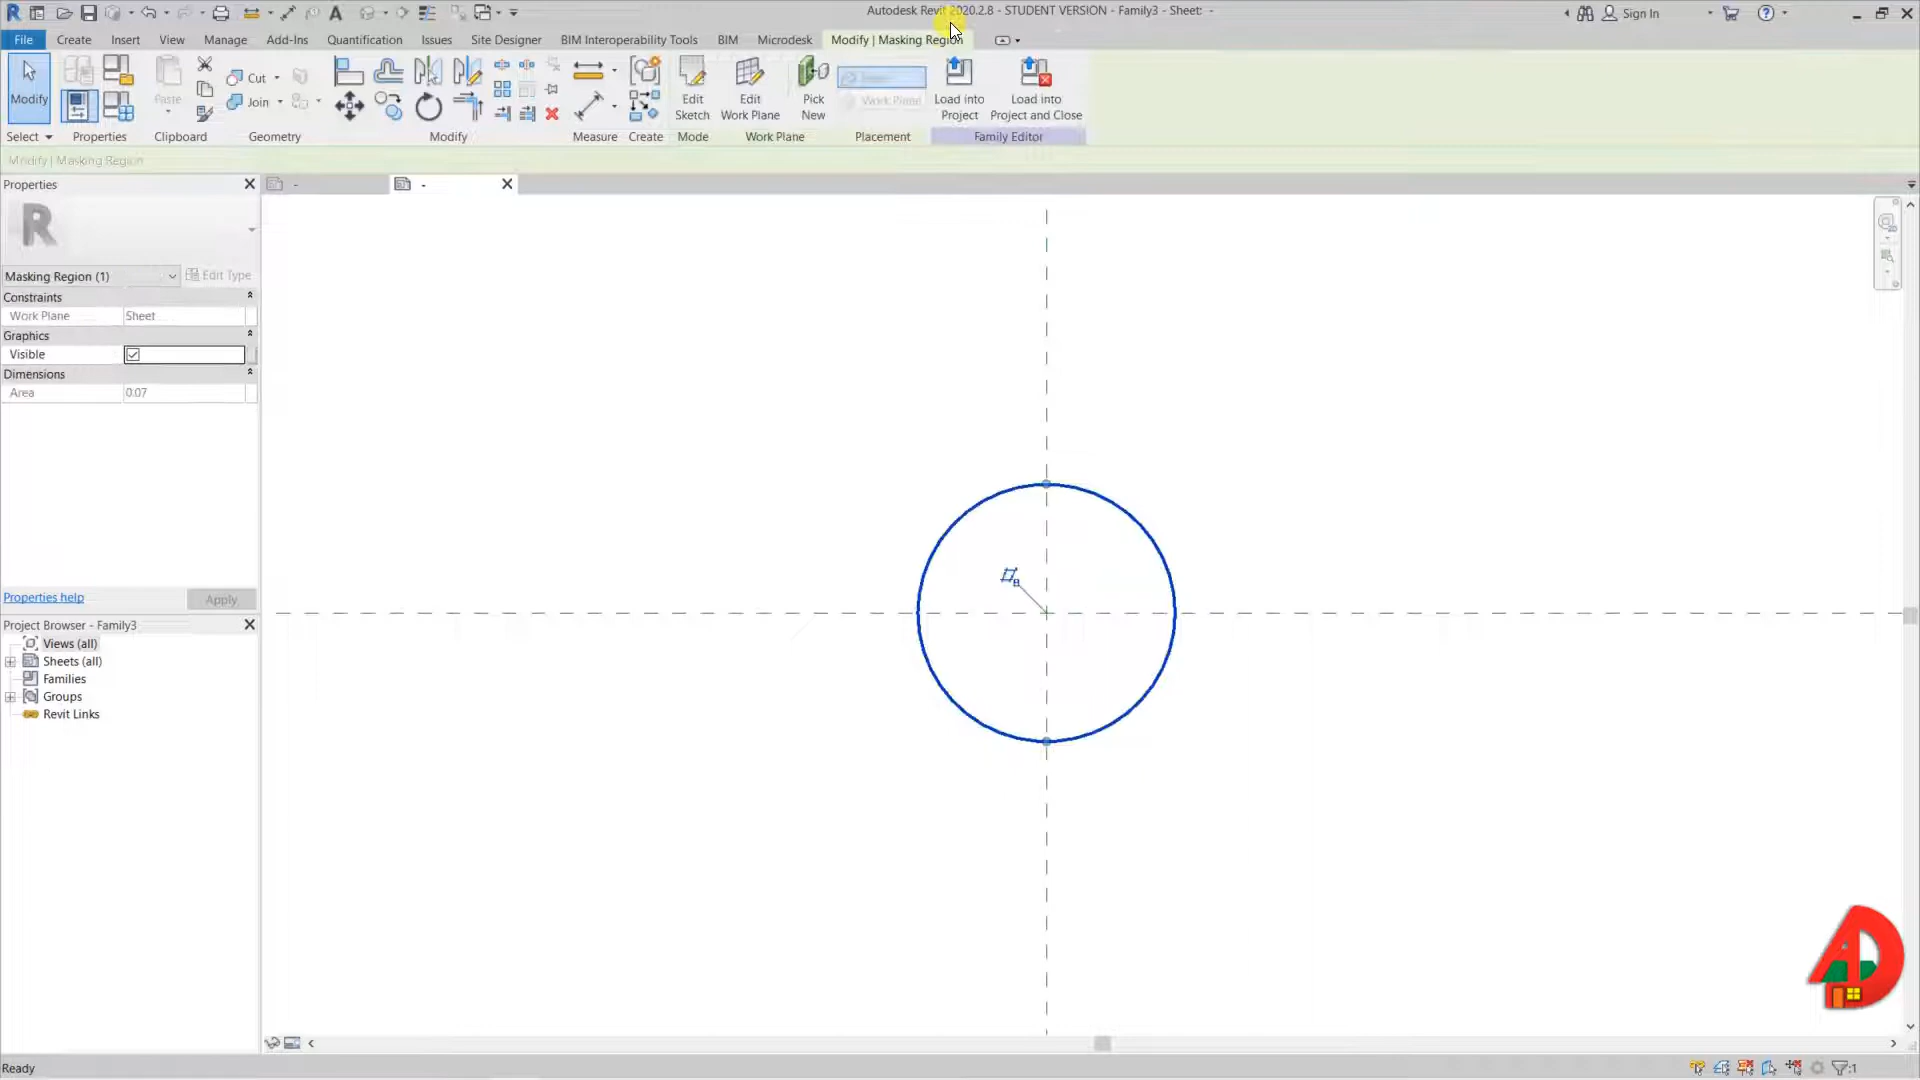 Autodesk Revit 2020.2.8 - STUDENT VERSION - Family3 - Sheet: -
Sign In
File Create Insert View Manage Add-Ins Quantification Issues Site Designer BIM Interoperability Tools BIM Microdesk Modify | Masking Region
Modify
Paste
Cut
Join
Edit Sketch
Edit Work Plane
Pick New
Work Plane
Load into Project
Load into Project and Close
Select Properties Clipboard Geometry Modify Measure Create Mode Work Plane Placement Family Editor
Modify | Masking Region
Properties
-
-
R
Masking Region (1)
Edit Type
Constraints
Work Plane Sheet
Graphics
Visible
Dimensions
Area 0.07
Properties help
Apply
Project Browser - Family3
Views (all)
Sheets (all)
Families
Groups
Revit Links
Ready
:1